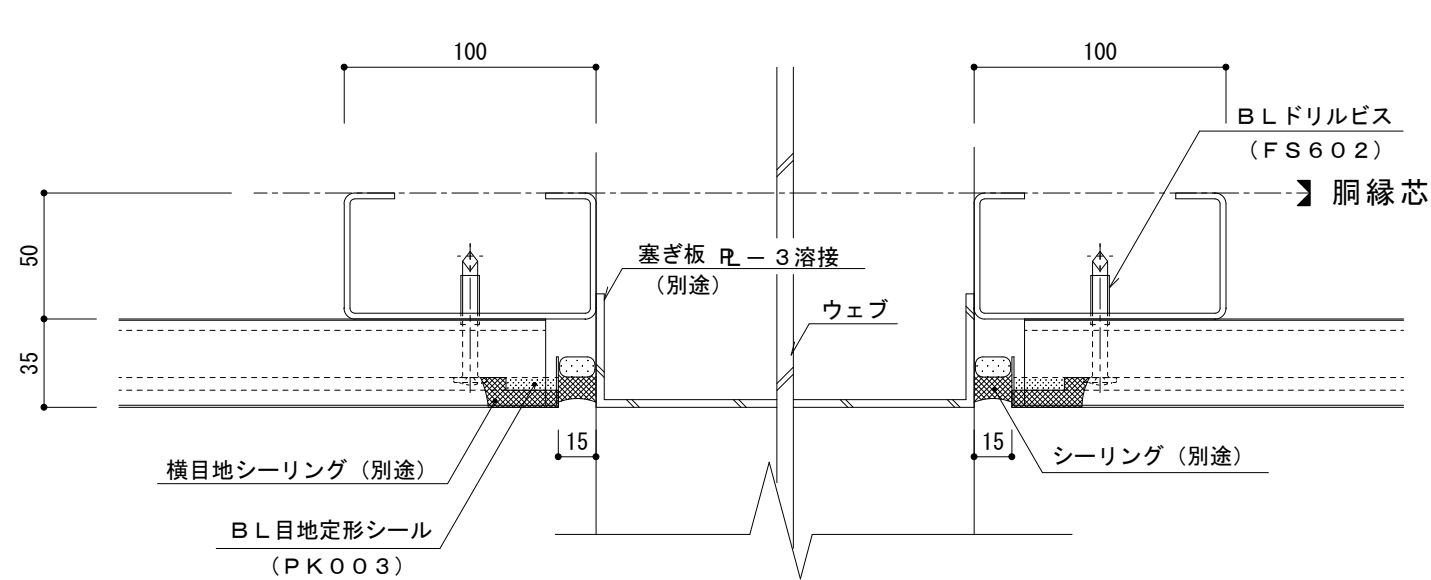 100
100
BLドリルビス
(FS602)
胴縁芯
50
塞ぎ板 PL－3溶接
(別途)
ウェブ
35
15
15
横目地シーリング(別途)
シーリング(別途)
BL目地定形シール
(PK003)